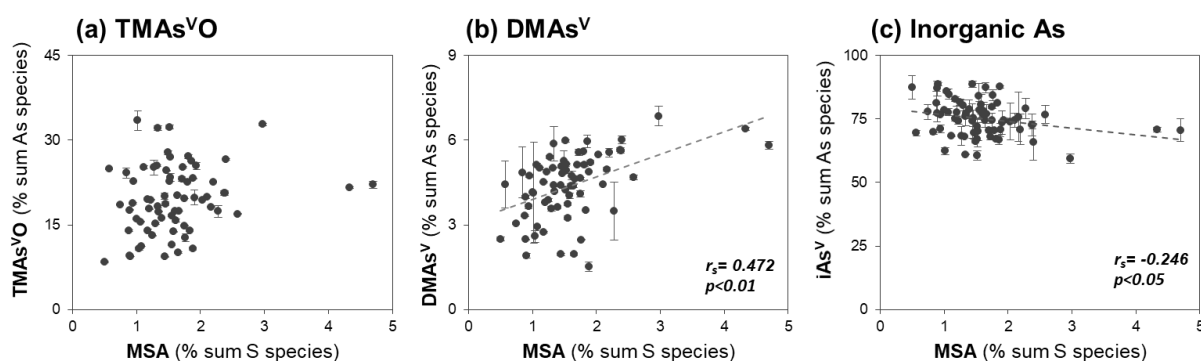 (a) TMAsⱽO
TMAsⱽO (% sum As species)
45
30
15
0
0 1 2 3 4 5
MSA (% sum S species)
(b) DMAsⱽ
DMAsⱽ (% sum As species)
9
6
3
0
rₛ= 0.472
p<0.01
0 1 2 3 4 5
MSA (% sum S species)
(c) Inorganic As
iAsⱽ (% sum As species)
100
75
50
25
0
rₛ= -0.246
p<0.05
0 1 2 3 4 5
MSA (% sum S species)